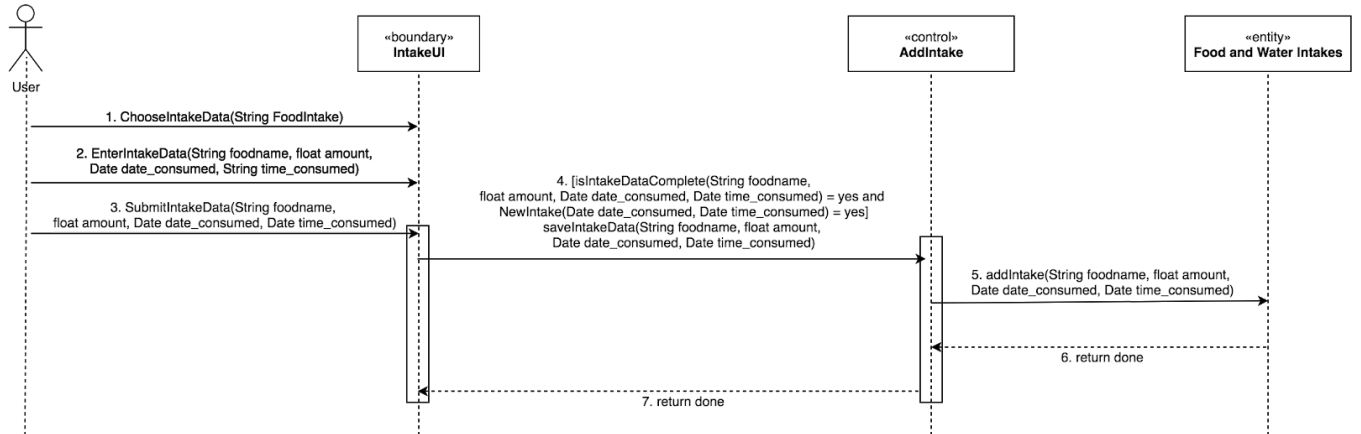 «boundary»
IntakeUI
«control»
AddIntake
«entity»
Food and Water Intakes
User
1. ChooseIntakeData(String FoodIntake)
2. EnterIntakeData(String foodname, float amount,
Date date_consumed, String time_consumed)
3. SubmitIntakeData(String foodname,
float amount, Date date_consumed, Date time_consumed)
4. [isIntakeDataComplete(String foodname,
float amount, Date date_consumed, Date time_consumed) = yes and
NewIntake(Date date_consumed, Date time_consumed) = yes]
saveIntakeData(String foodname, float amount,
Date date_consumed, Date time_consumed)
5. addIntake(String foodname, float amount,
Date date_consumed, Date time_consumed)
6. return done
7. return done